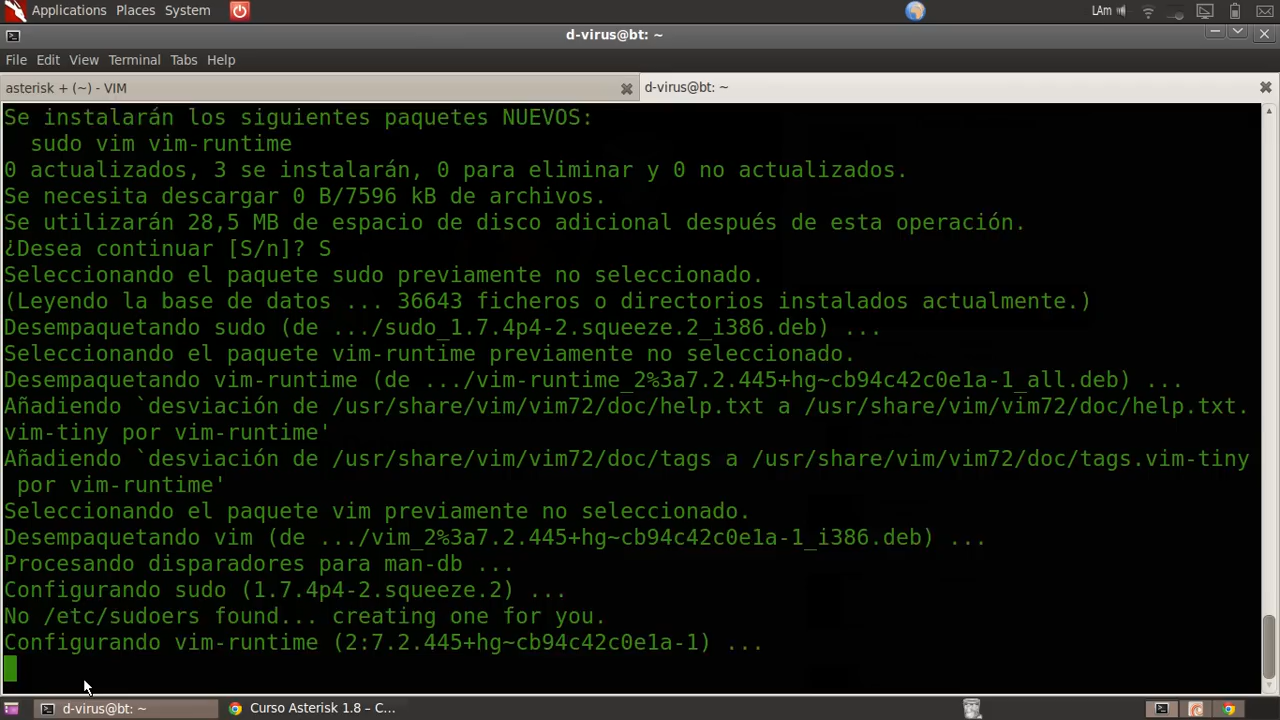 Applications Places System
LAm
d-virus@bt: ~
File Edit View Terminal Tabs Help
asterisk + (~) - VIM
d-virus@bt: ~
Se instalarán los siguientes paquetes NUEVOS:
sudo vim vim-runtime
0 actualizados, 3 se instalarán, 0 para eliminar y 0 no actualizados.
Se necesita descargar 0 B/7596 kB de archivos.
Se utilizarán 28,5 MB de espacio de disco adicional después de esta operación.
¿Desea continuar [S/n]? S
Seleccionando el paquete sudo previamente no seleccionado.
(Leyendo la base de datos ... 36643 ficheros o directorios instalados actualmente.)
Desempaquetando sudo (de .../sudo_1.7.4p4-2.squeeze.2_i386.deb) ...
Seleccionando el paquete vim-runtime previamente no seleccionado.
Desempaquetando vim-runtime (de .../vim-runtime_2%3a7.2.445+hg~cb94c42c0e1a-1_all.deb) ...
Añadiendo `desviación de /usr/share/vim/vim72/doc/help.txt a /usr/share/vim/vim72/doc/help.txt.
vim-tiny por vim-runtime'
Añadiendo `desviación de /usr/share/vim/vim72/doc/tags a /usr/share/vim/vim72/doc/tags.vim-tiny
por vim-runtime'
Seleccionando el paquete vim previamente no seleccionado.
Desempaquetando vim (de .../vim_2%3a7.2.445+hg~cb94c42c0e1a-1_i386.deb) ...
Procesando disparadores para man-db ...
Configurando sudo (1.7.4p4-2.squeeze.2) ...
No /etc/sudoers found... creating one for you.
Configurando vim-runtime (2:7.2.445+hg~cb94c42c0e1a-1) ...
d-virus@bt: ~
Curso Asterisk 1.8 – C...